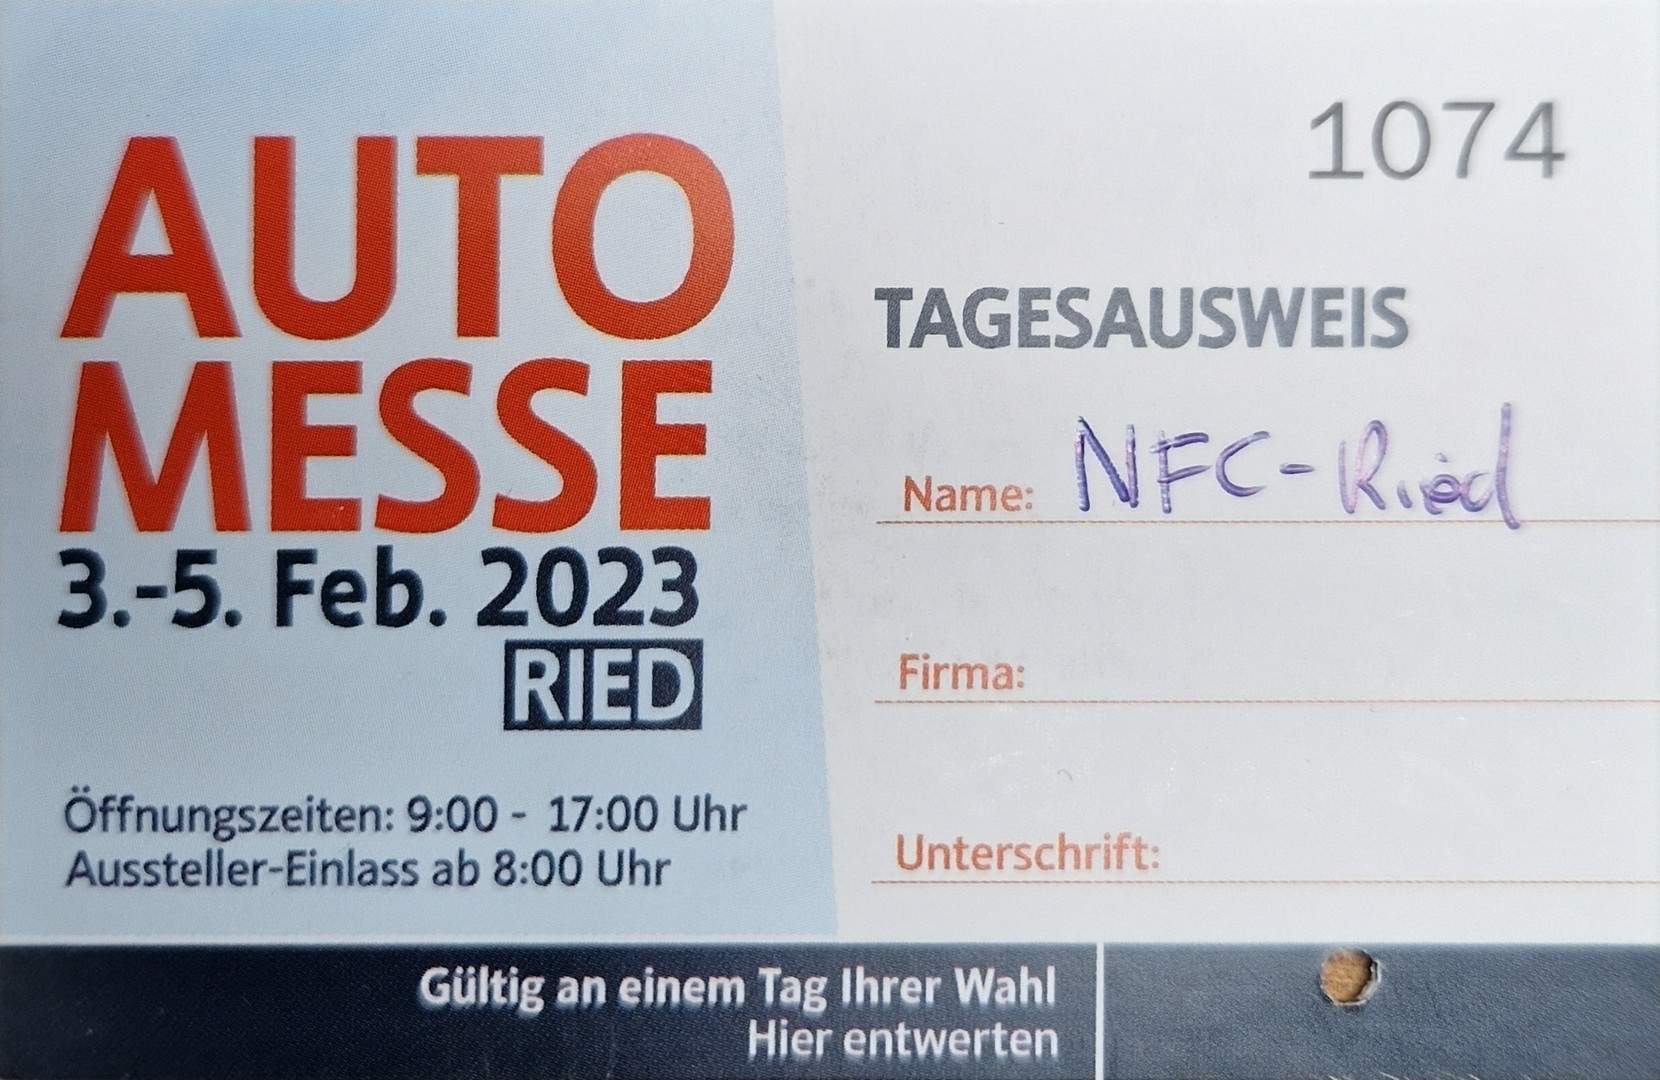 AUTO
MESSE
3.-5. Feb. 2023
RIED
Öffnungszeiten: 9:00 - 17:00 Uhr
Aussteller-Einlass ab 8:00 Uhr
1074
TAGESAUSWEIS
Name: NFC-Ried
Firma:
Unterschrift:
Gültig an einem Tag Ihrer Wahl
Hier entwerten